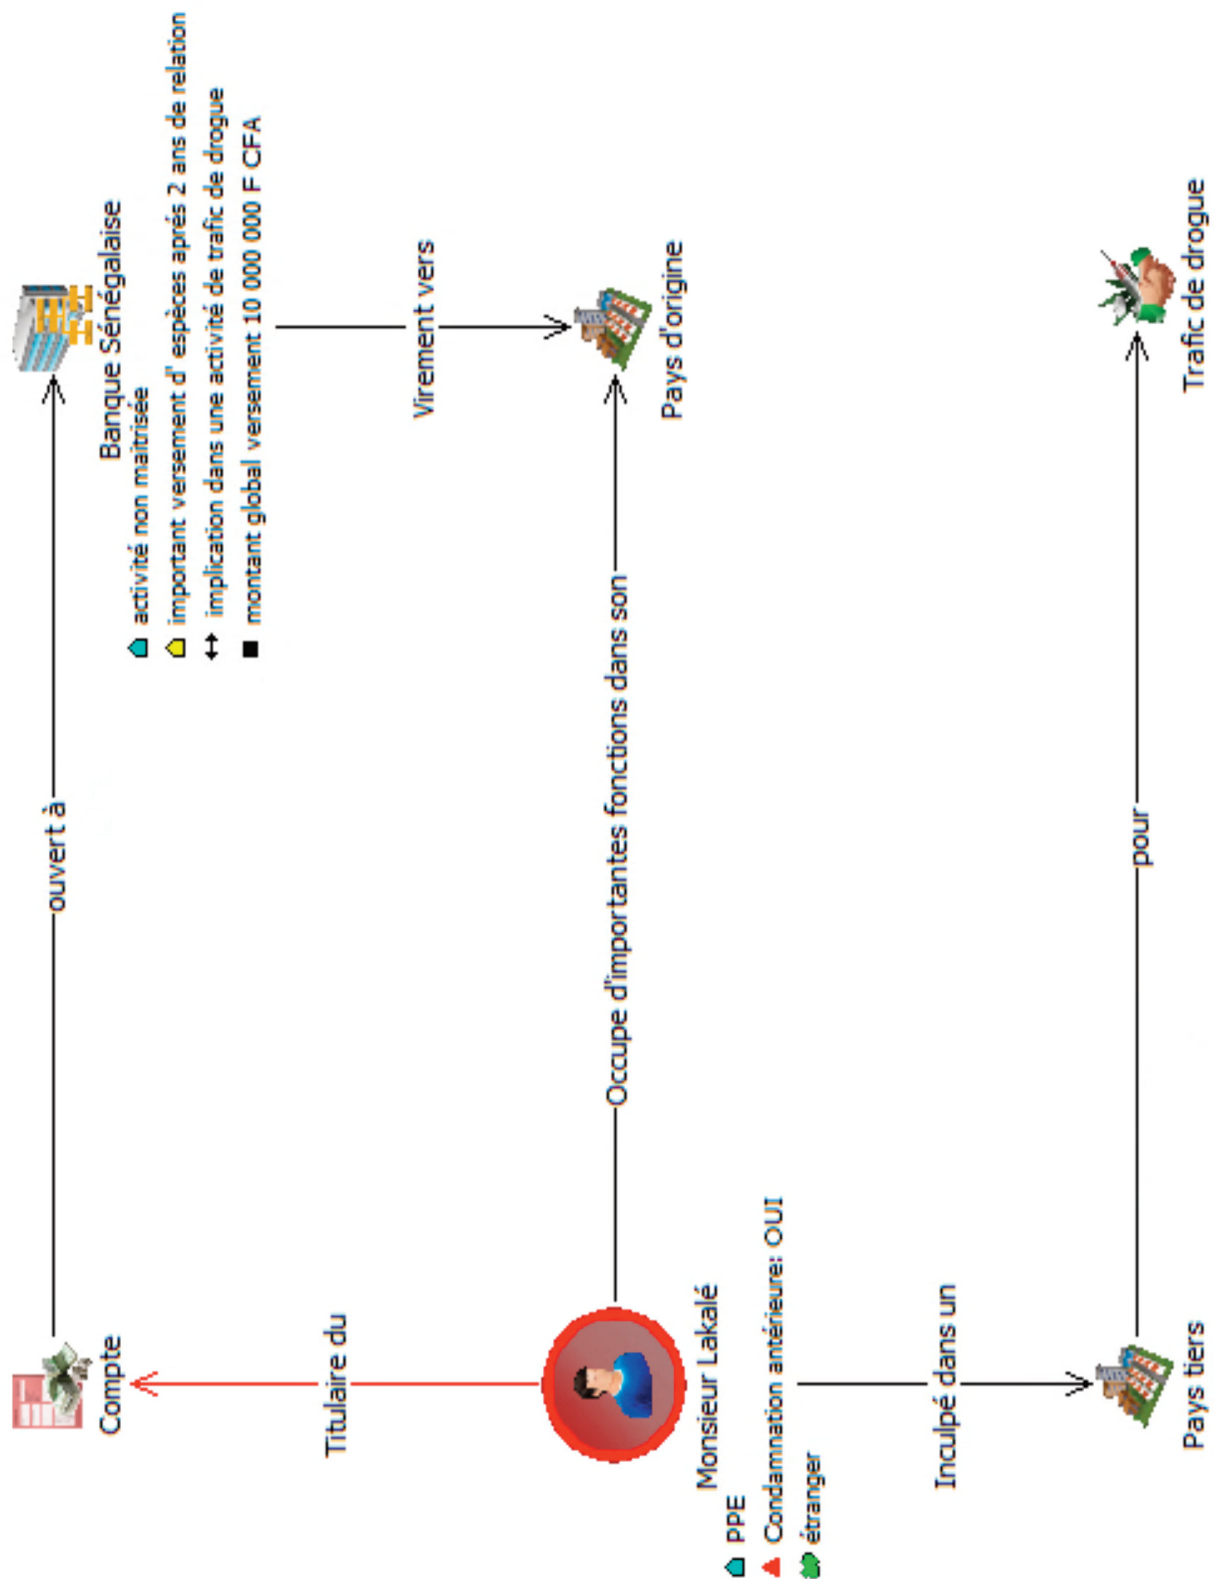 Compte
ouvert à
Banque Sénégalaise
activité non maitrisée
important versement d' espèces aprés 2 ans de relation
implication dans une activité de trafic de drogue
montant global versement 10 000 000 F CFA
Titulaire du
Virement vers
Monsieur Lakalé
PPE
Condamnation antérieure: OUI
étranger
Occupe d'importantes fonctions dans son
Pays d'origine
Inculpé dans un
Pays tiers
pour
Trafic de drogue